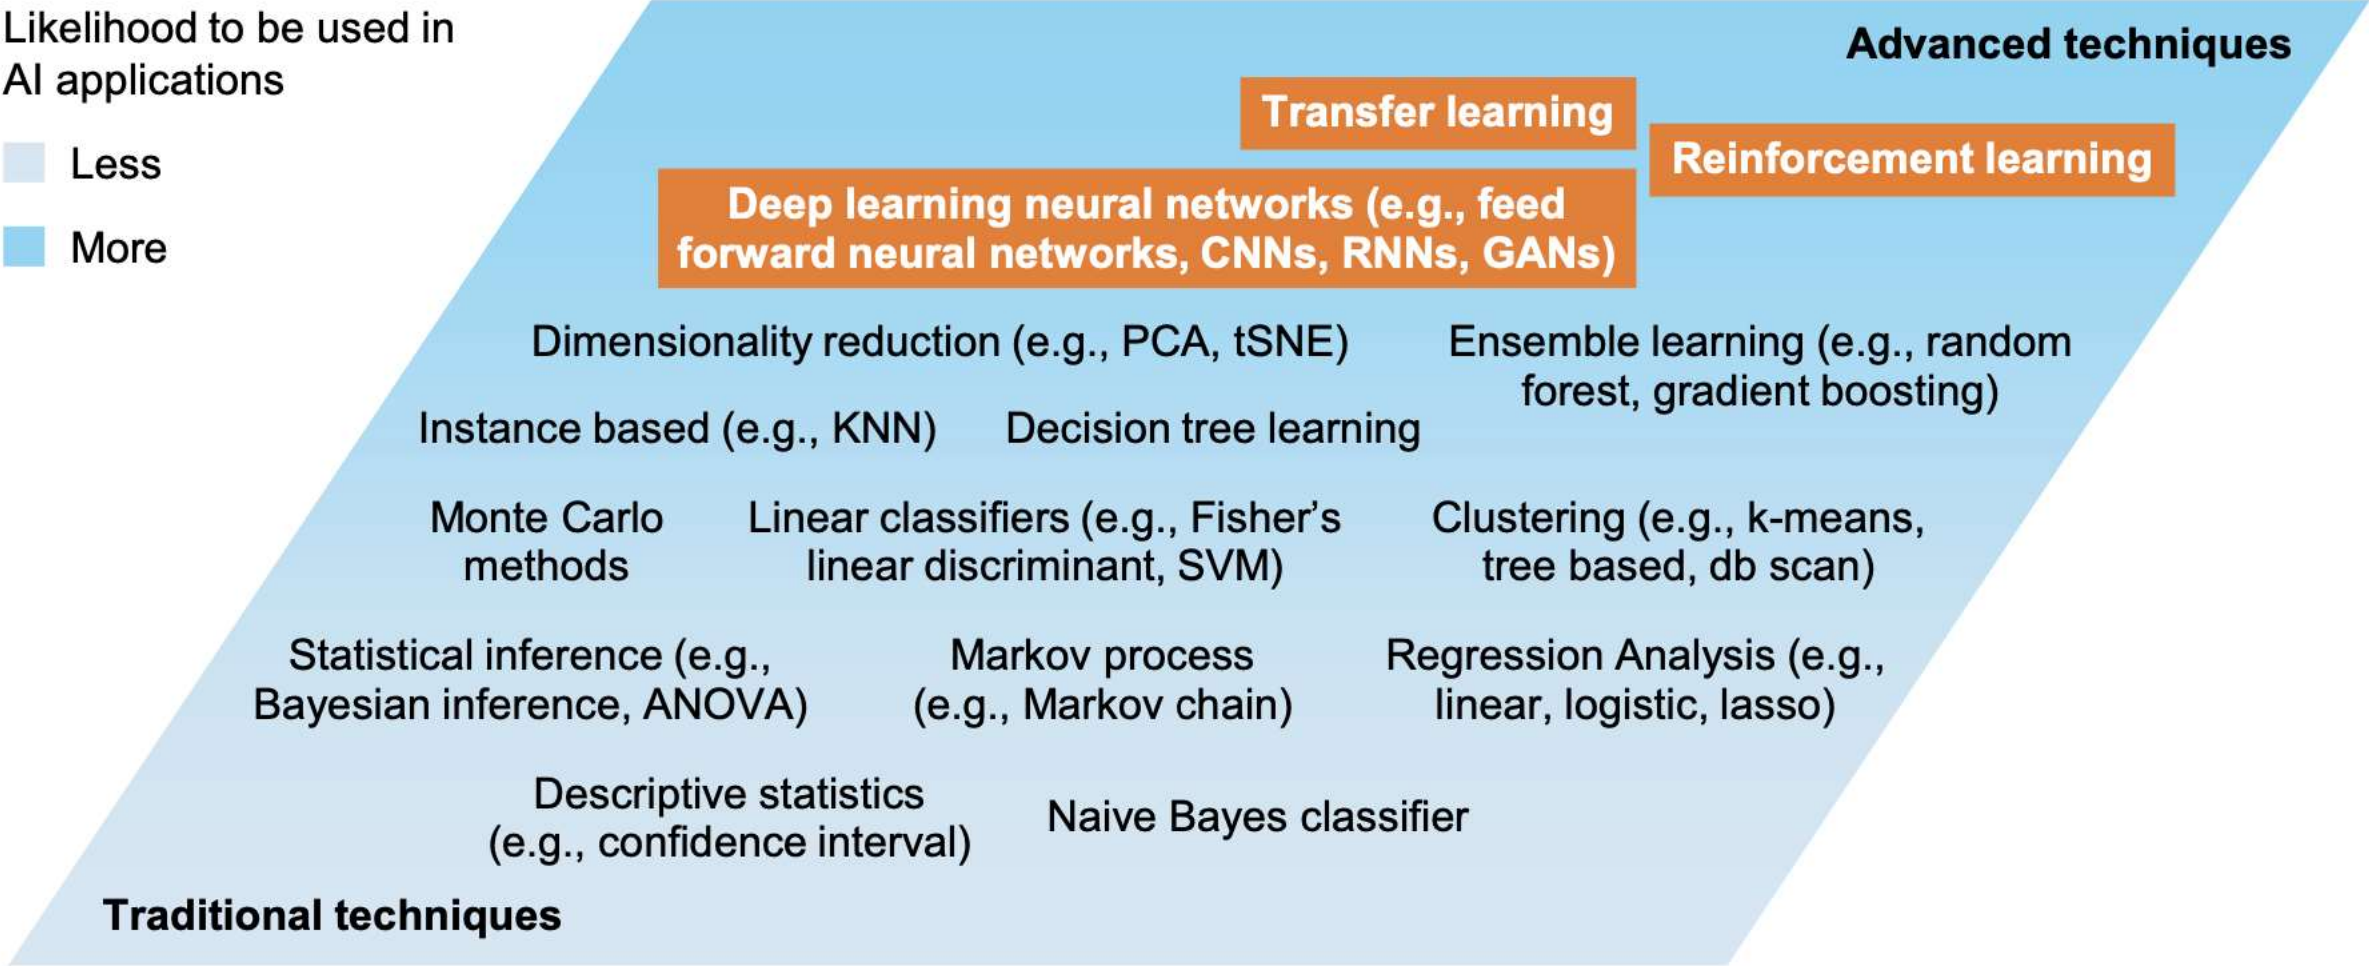 Likelihood to be used in
AI applications
Less
More
Advanced techniques
Transfer learning
Reinforcement learning
Deep learning neural networks (e.g., feed
forward neural networks, CNNs, RNNs, GANs)
Dimensionality reduction (e.g., PCA, tSNE)
Ensemble learning (e.g., random
forest, gradient boosting)
Instance based (e.g., KNN)
Decision tree learning
Monte Carlo
methods
Linear classifiers (e.g., Fisher’s
linear discriminant, SVM)
Clustering (e.g., k-means,
tree based, db scan)
Statistical inference (e.g.,
Bayesian inference, ANOVA)
Markov process
(e.g., Markov chain)
Regression Analysis (e.g.,
linear, logistic, lasso)
Descriptive statistics
(e.g., confidence interval)
Naive Bayes classifier
Traditional techniques